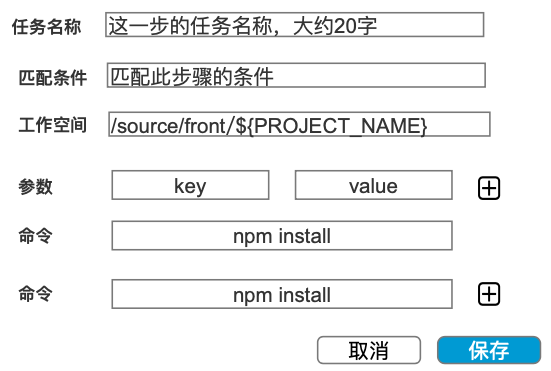 任务名称 这一步的任务名称，大约20字
匹配条件 匹配此步骤的条件
工作空间 /source/front/${PROJECT_NAME}
参数 key value
命令 npm install
命令 npm install
取消 保存